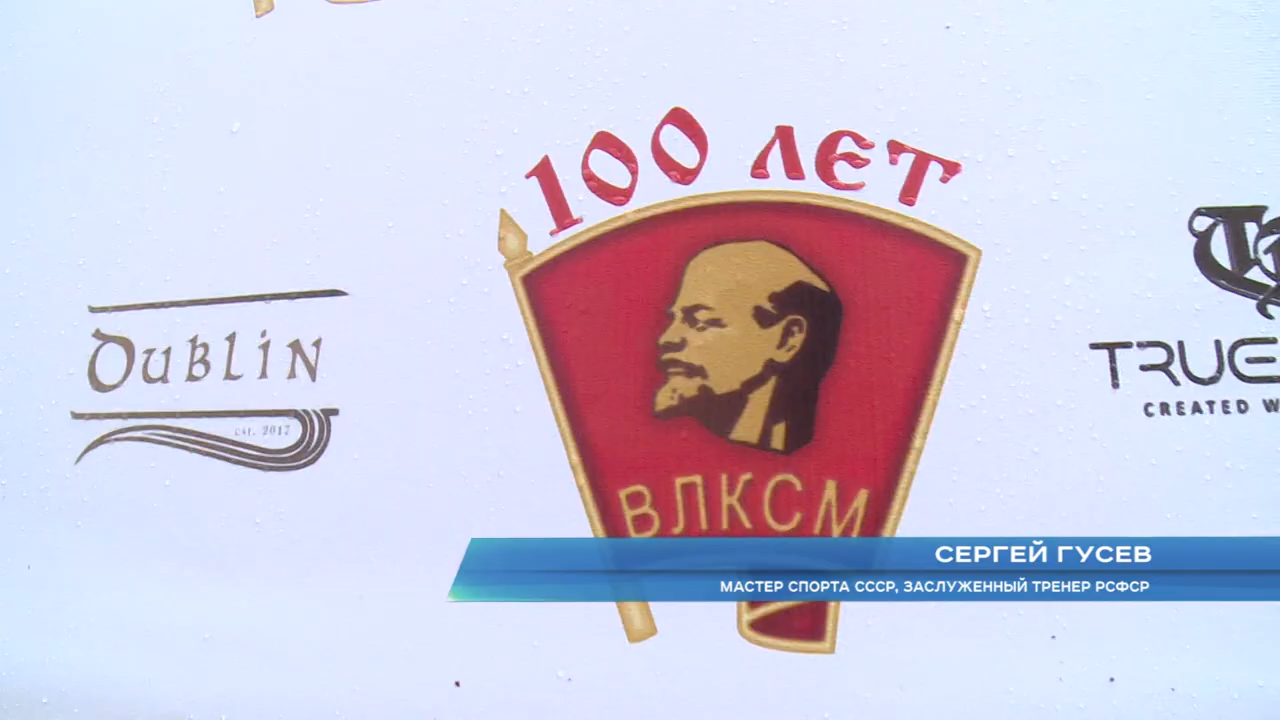 100 лет
DUBLIN
EST. 2017
ВЛКСМ
TRUE
CREATED W
СЕРГЕЙ ГУСЕВ
МАСТЕР СПОРТА СССР, ЗАСЛУЖЕННЫЙ ТРЕНЕР РСФСР